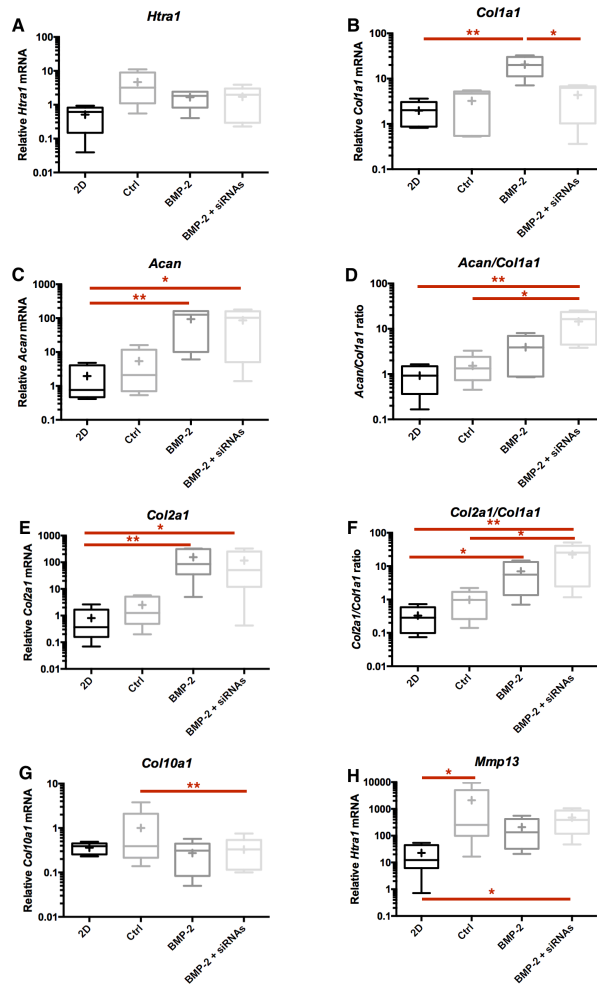 A
Htra1
Relative Htra1 mRNA
100
10
1
0.1
0.01
2D
Ctrl
BMP-2
BMP-2 + siRNAs
B
Col1a1
Relative Col1a1 mRNA
** *
100
10
1
0.1
2D
Ctrl
BMP-2
BMP-2 + siRNAs
C
Acan
Relative Acan mRNA
*
**
1000
100
10
1
0.1
2D
Ctrl
BMP-2
BMP-2 + siRNAs
D
Acan/Col1a1
Acan/Col1a1 ratio
**
*
100
10
1
0.1
2D
Ctrl
BMP-2
BMP-2 + siRNAs
E
Col2a1
Relative Col2a1 mRNA
*
**
1000
100
10
1
0.1
0.01
2D
Ctrl
BMP-2
BMP-2 + siRNAs
F
Col2a1/Col1a1
Col2a1/Col1a1 ratio
**
*
*
100
10
1
0.1
0.01
2D
Ctrl
BMP-2
BMP-2 + siRNAs
G
Col10a1
Relative Col10a1 mRNA
**
10
1
0.1
0.01
2D
Ctrl
BMP-2
BMP-2 + siRNAs
H
Mmp13
Relative Htra1 mRNA
*
10000
1000
100
10
1
0.1
*
2D
Ctrl
BMP-2
BMP-2 + siRNAs